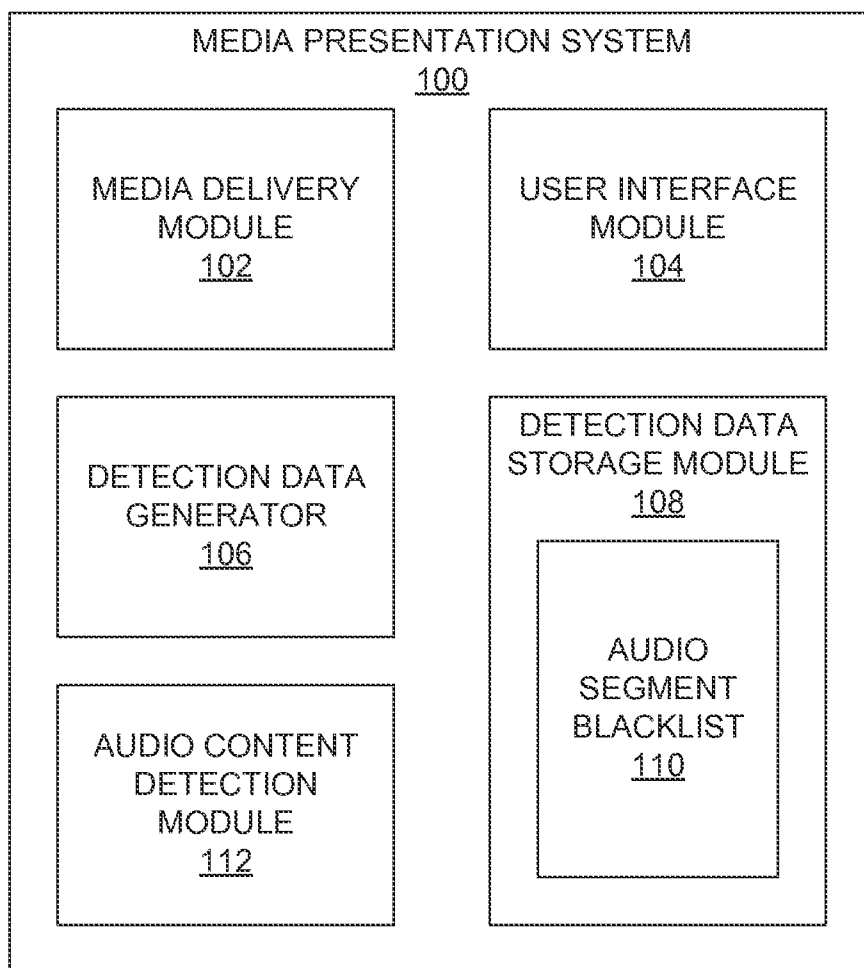 MEDIA PRESENTATION SYSTEM
100
MEDIA DELIVERY
MODULE
102
USER INTERFACE
MODULE
104
DETECTION DATA
GENERATOR
106
DETECTION DATA
STORAGE MODULE
108
AUDIO
SEGMENT
BLACKLIST
110
AUDIO CONTENT
DETECTION
MODULE
112